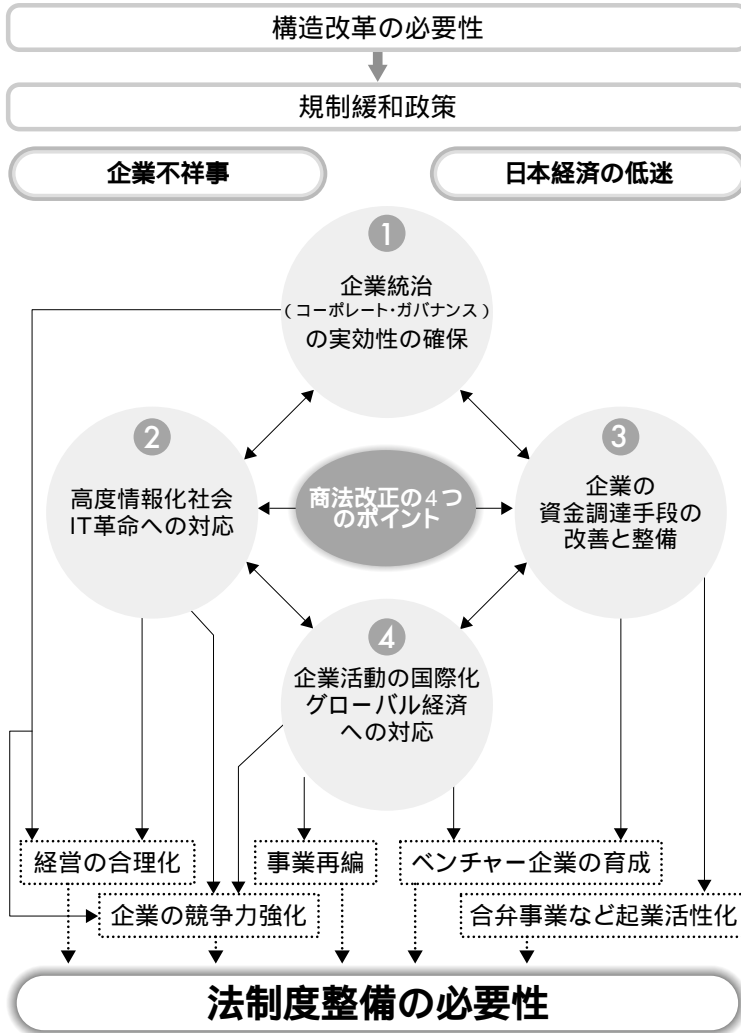 構造改革の必要性
規制緩和政策
企業不祥事
日本経済の低迷
1
企業統治
(コーポレート・ガバナンス)
の実効性の確保
2
高度情報化社会
IT革命への対応
商法改正の4つ
のポイント
3
企業の
資金調達手段の
改善と整備
4
企業活動の国際化
グローバル経済
への対応
経営の合理化
事業再編
ベンチャー企業の育成
企業の競争力強化
合弁事業など起業活性化
法制度整備の必要性